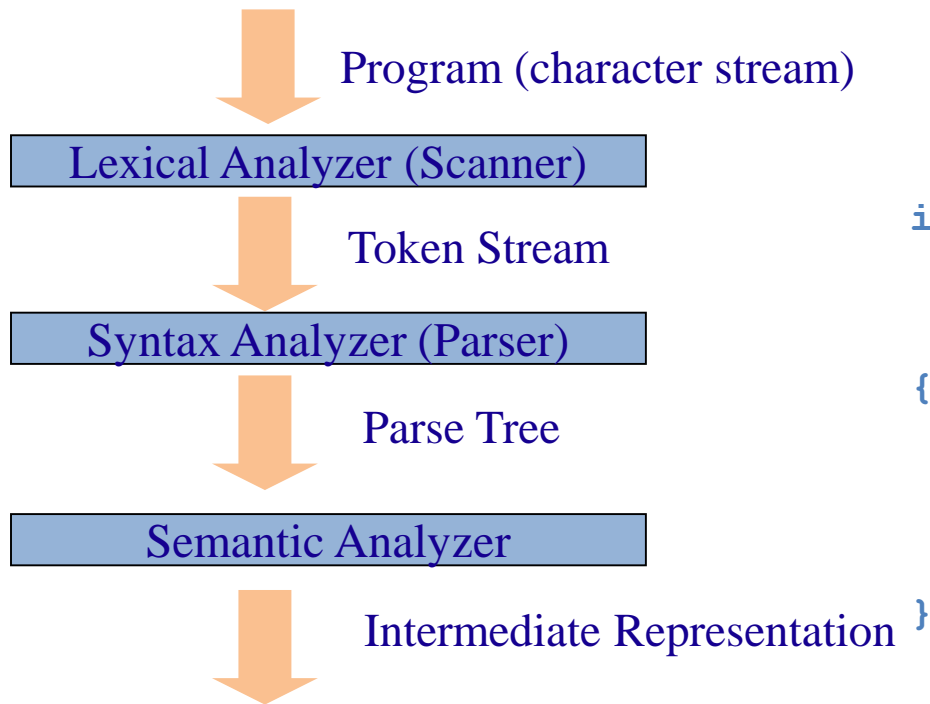 Program (character stream)
Lexical Analyzer (Scanner)
i
Token Stream
Syntax Analyzer (Parser)
{
Parse Tree
Semantic Analyzer
}
Intermediate Representation